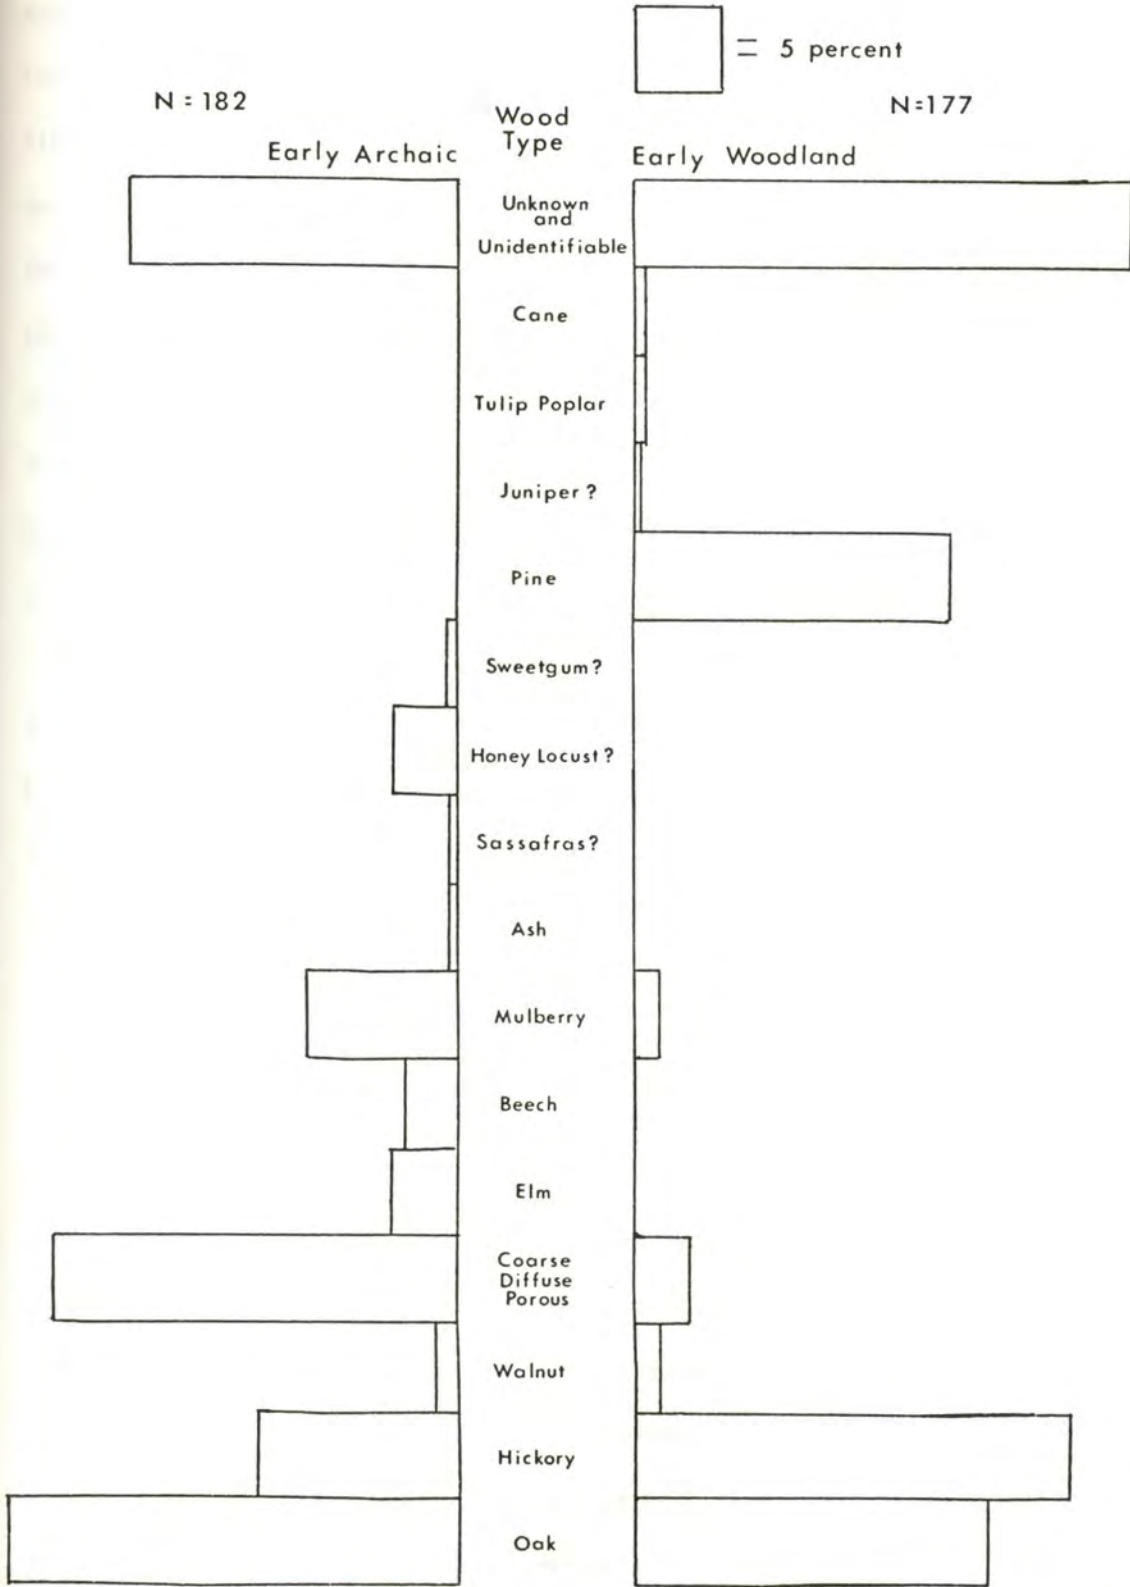 = 5 percent
N = 182
N=177
Wood
Type
Early Archaic
Early Woodland
Unknown
and
Unidentifiable
Cane
Tulip Poplar
Juniper ?
Pine
Sweetgum?
Honey Locust ?
Sassafras?
Ash
Mulberry
Beech
Elm
Coarse
Diffuse
Porous
Walnut
Hickory
Oak